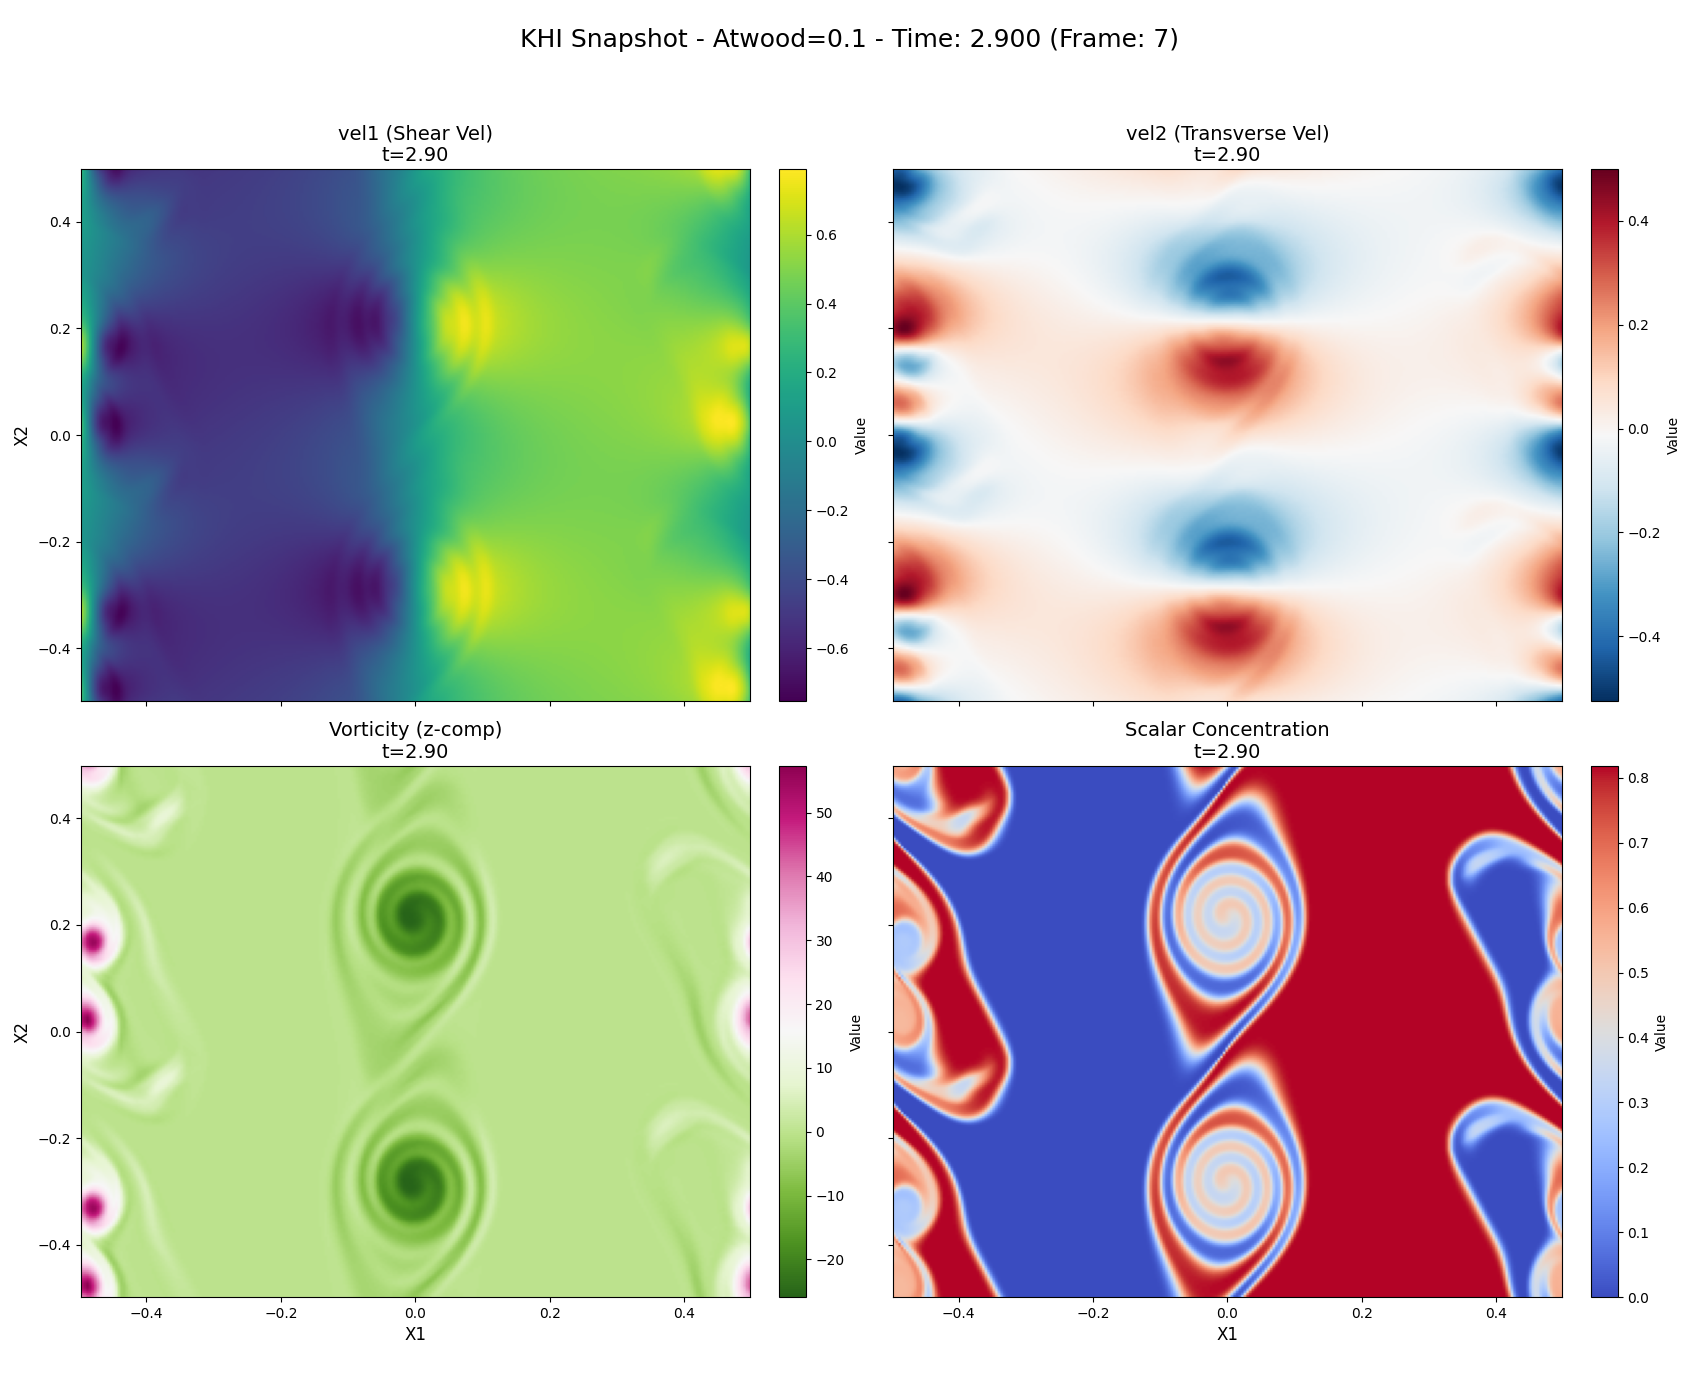 KHI Snapshot - Atwood=0.1 - Time: 2.900 (Frame: 7)
vel1 (Shear Vel)
t=2.90
X2
0.4
0.2
0.0
−0.2
−0.4
0.6
0.4
0.2
0.0
−0.2
−0.4
−0.6
Value
vel2 (Transverse Vel)
t=2.90
0.4
0.2
0.0
−0.2
−0.4
Value
Vorticity (z-comp)
t=2.90
X2
0.4
0.2
0.0
−0.2
−0.4
−0.4
−0.2
0.0
0.2
0.4
X1
50
40
30
20
10
0
−10
−20
Value
Scalar Concentration
t=2.90
−0.4
−0.2
0.0
0.2
0.4
X1
0.8
0.7
0.6
0.5
0.4
0.3
0.2
0.1
0.0
Value